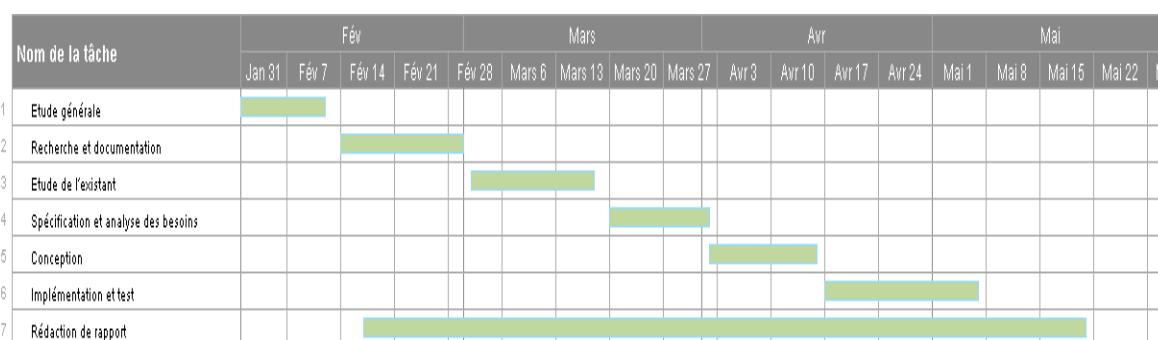 Nom de la tâche
Fév Mars Avr Mai
Jan 31 Fév 7 Fév 14 Fév 21 Fév 28 Mars 6 Mars 13 Mars 20 Mars 27 Avr 3 Avr 10 Avr 17 Avr 24 Mai 1 Mai 8 Mai 15 Mai 22
1 Etude générale
2 Recherche et documentation
3 Etude de l'existant
4 Spécification et analyse des besoins
5 Conception
6 Implémentation et test
7 Rédaction de rapport